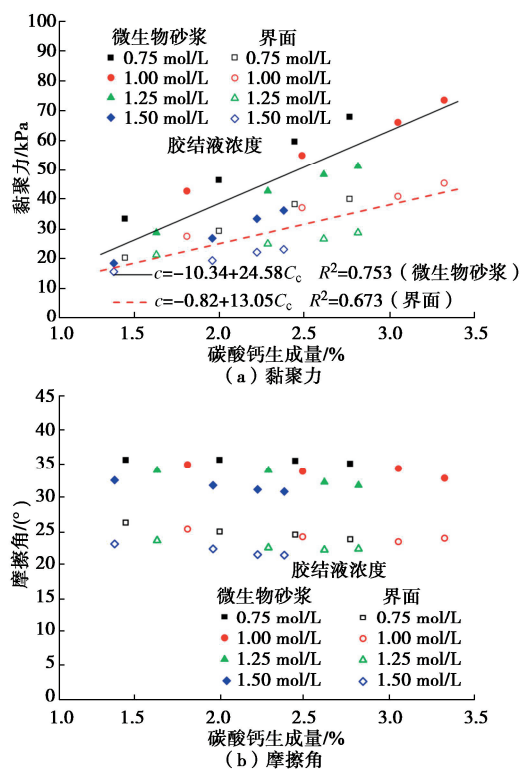 100
90
80
70
60
50
40
30
20
10
0
黏聚力/kPa
微生物砂浆 界面
0.75 mol/L 0.75 mol/L
1.00 mol/L 1.00 mol/L
1.25 mol/L 1.25 mol/L
1.50 mol/L 1.50 mol/L
胶结液浓度
c=−10.34+24.58Cc R²=0.753（微生物砂浆）
c=−0.82+13.05Cc R²=0.673（界面）
1.0 1.5 2.0 2.5 3.0 3.5
碳酸钙生成量/%
（a）黏聚力
45
40
35
30
25
20
15
10
5
0
摩擦角/(°)
胶结液浓度
微生物砂浆 界面
0.75 mol/L 0.75 mol/L
1.00 mol/L 1.00 mol/L
1.25 mol/L 1.25 mol/L
1.50 mol/L 1.50 mol/L
1.0 1.5 2.0 2.5 3.0 3.5
碳酸钙生成量/%
（b）摩擦角